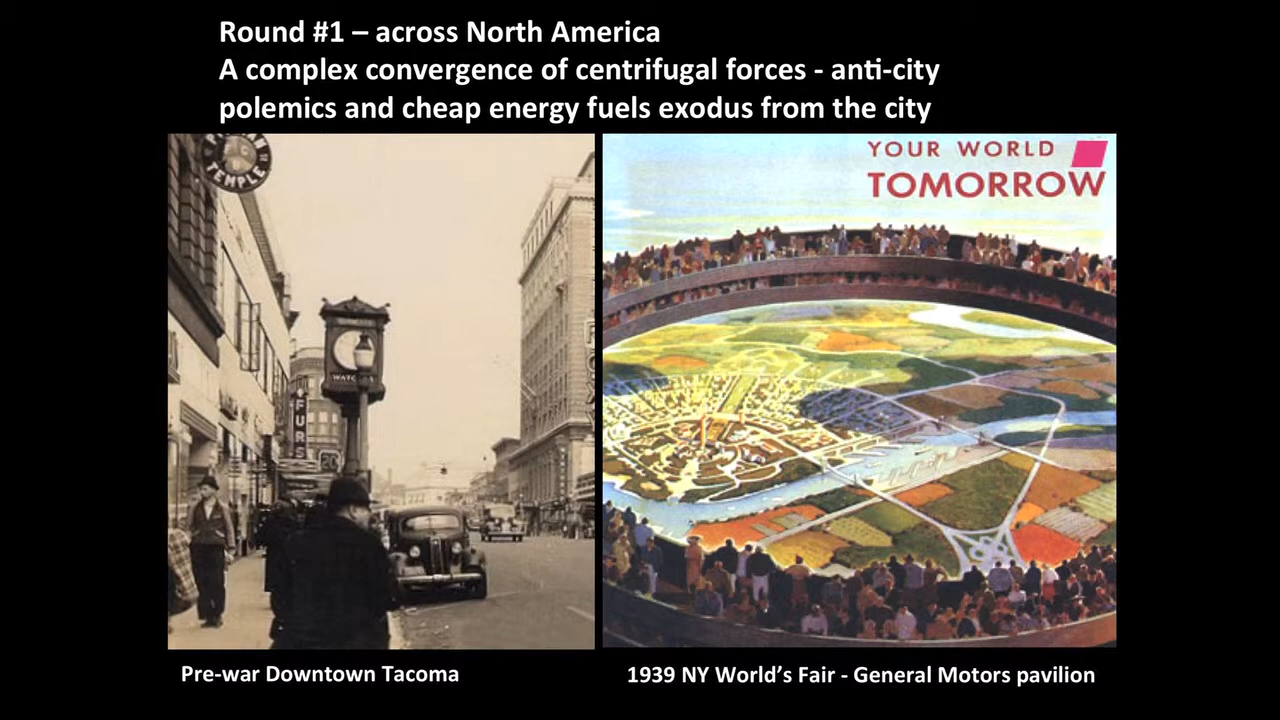 Round #1 – across North America
A complex convergence of centrifugal forces - anti-city
polemics and cheap energy fuels exodus from the city
TEMPLE
WATCHES
FURS
YOUR WORLD
TOMORROW
Pre-war Downtown Tacoma
1939 NY World's Fair - General Motors pavilion